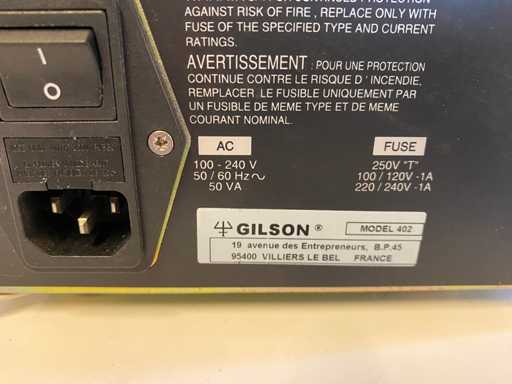 AGAINST RISK OF FIRE , REPLACE ONLY WITH
FUSE OF THE SPECIFIED TYPE AND CURRENT
RATINGS.
AVERTISSEMENT : POUR UNE PROTECTION
CONTINUE CONTRE LE RISQUE D ' INCENDIE,
REMPLACER LE FUSIBLE UNIQUEMENT PAR
UN FUSIBLE DE MEME TYPE ET DE MEME
COURANT NOMINAL.
AC
100 - 240 V
50 / 60 Hz ~
50 VA
FUSE
250V "T"
100 / 120V -1A
220 / 240V -1A
I
O
GILSON ® MODEL 402
19 avenue des Entrepreneurs, B.P.45
95400 VILLIERS LE BEL FRANCE